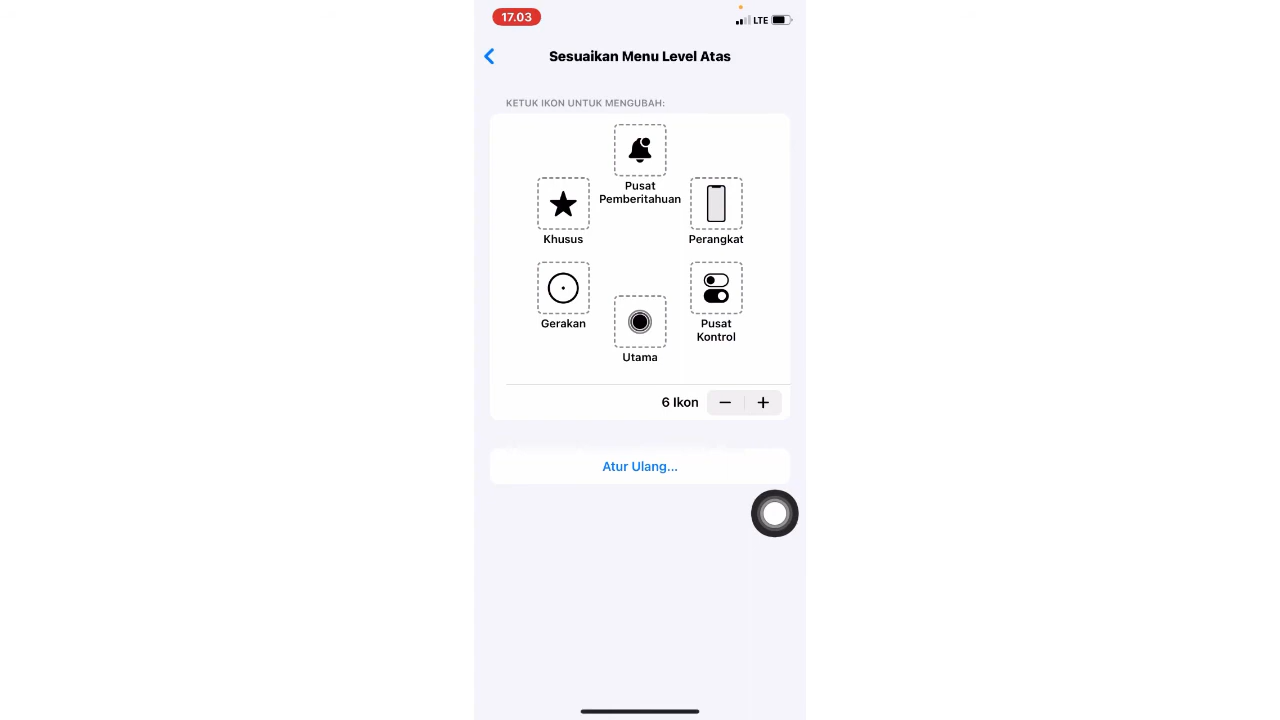 17.03
LTE
Sesuaikan Menu Level Atas
KETUK IKON UNTUK MENGUBAH:
Pusat
Pemberitahuan
Khusus
Perangkat
Gerakan
Pusat
Kontrol
Utama
6 Ikon
Atur Ulang...